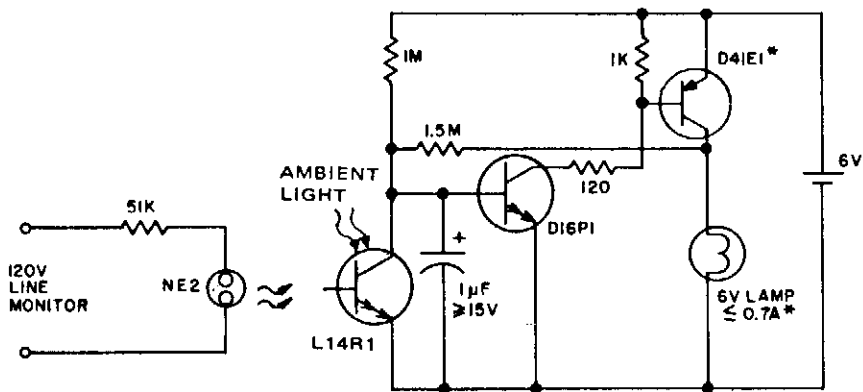 1M
1K
D41E1*
1.5M
6V
AMBIENT
LIGHT
120
51K
D16P1
120V
LINE
MONITOR
NE2
+
1μF
≥15V
6V LAMP
≤ 0.7A*
L14R1